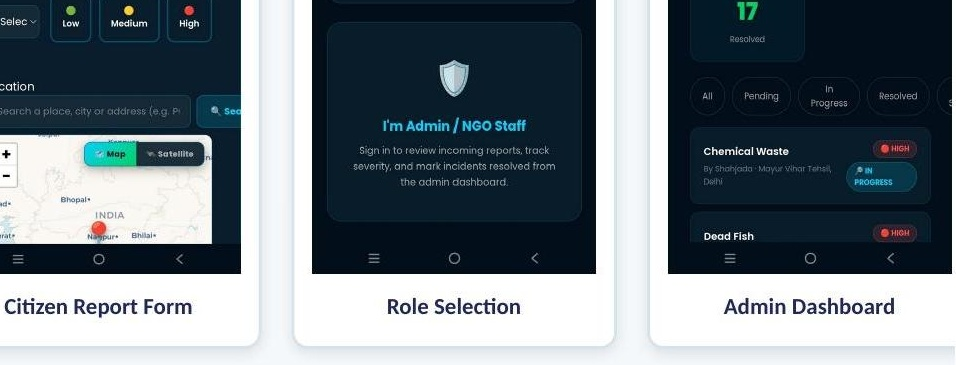 Selec
Low
Medium
High
cation
Search a place, city or address (e.g. P
Sea
+
−
Map
Satellite
Bhopal
INDIA
Nagpur
Bhilai
Citizen Report Form
I'm Admin / NGO Staff
Sign in to review incoming reports, track
severity, and mark incidents resolved from
the admin dashboard.
Role Selection
17
Resolved
All
Pending
In
Progress
Resolved
Chemical Waste
HIGH
By Shahjada · Mayur Vihar Tehsil,
Delhi
IN
PROGRESS
Dead Fish
HIGH
Admin Dashboard